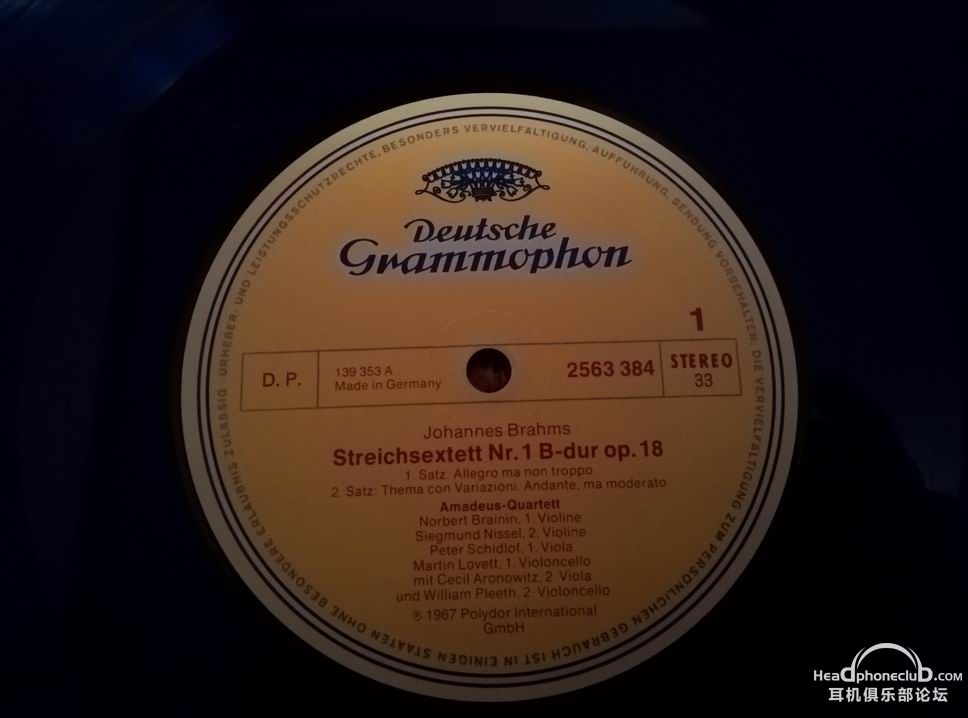 Deutsche
Grammophon
1
D. P.
139 353 A
Made in Germany
2563 384
STEREO
33
Johannes Brahms
Streichsextett Nr. 1 B-dur op. 18
1. Satz: Allegro ma non troppo
2. Satz: Thema con Variazioni. Andante, ma moderato
Amadeus-Quartett
Norbert Brainin, 1. Violine
Siegmund Nissel, 2. Violine
Peter Schidlof, 1. Viola
Martin Lovett, 1. Violoncello
mit Cecil Aronowitz, 2. Viola
und William Pleeth, 2. Violoncello
℗ 1967 Polydor International
GmbH
URHEBER- UND LEISTUNGSSCHUTZRECHTE, BESONDERS VERVIELFÄLTIGUNG, AUFFÜHRUNG, SENDUNG VORBEHALTEN: DIE VERVIELFÄLTIGUNG ZUM PERSÖNLICHEN GEBRAUCH IST IN EINIGEN STAATEN OHNE BESONDERE ERLAUBNIS ZULÄSSIG -
HeadphoneclubD.com
耳机俱乐部论坛